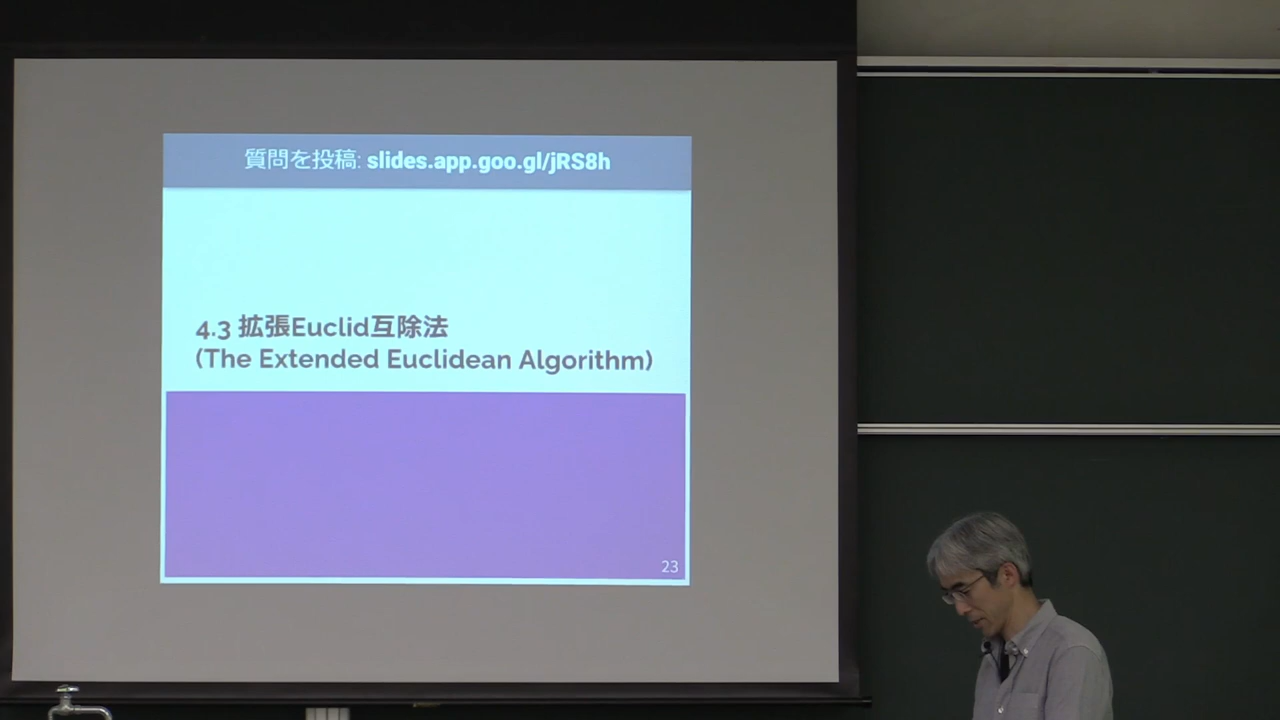 質問を投稿: slides.app.goo.gl/jRS8h
4.3 拡張Euclid互除法
(The Extended Euclidean Algorithm)
23